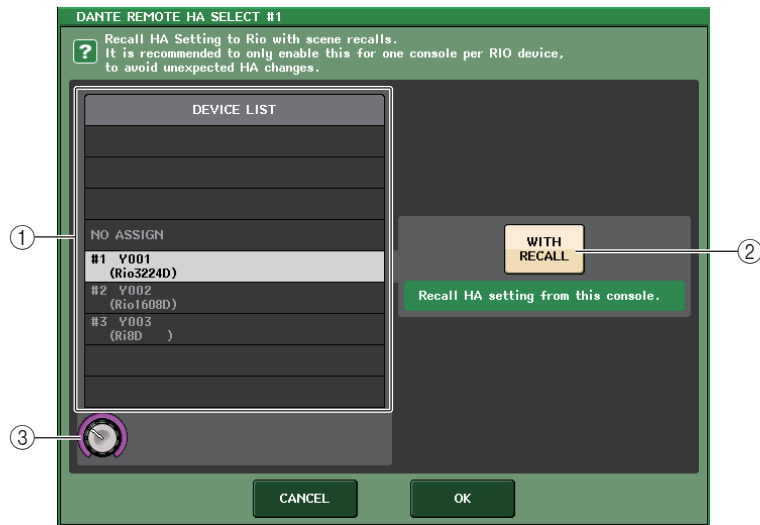 DANTE REMOTE HA SELECT #1
? Recall HA Setting to Rio with scene recalls.
It is recommended to only enable this for one console per RIO device,
to avoid unexpected HA changes.
DEVICE LIST
① NO ASSIGN
#1 Y001
(Rio3224D)
#2 Y002
(Rio1608D)
#3 Y003
(Ri8D )
WITH
RECALL
②
Recall HA setting from this console.
③
CANCEL
OK